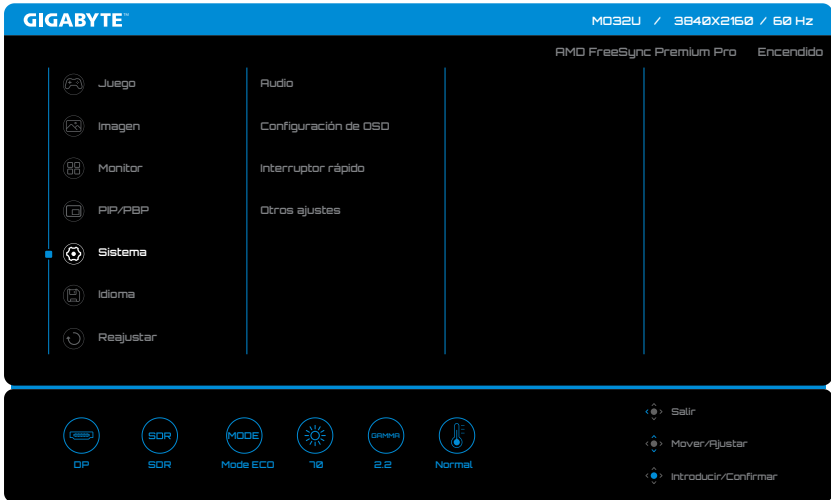 GIGABYTE™
MO32U / 3840X2160 / 60 Hz
AMD FreeSync Premium Pro Encendido
Juego
Imagen
Monitor
PIP/PBP
Sistema
Idioma
Reajustar
Audio
Configuración de OSD
Interruptor rápido
Otros ajustes
DP
SDR
SDR
MODE
Mode ECO
70
GAMMA
2.2
Normal
Salir
Mover/Ajustar
Introducir/Confirmar